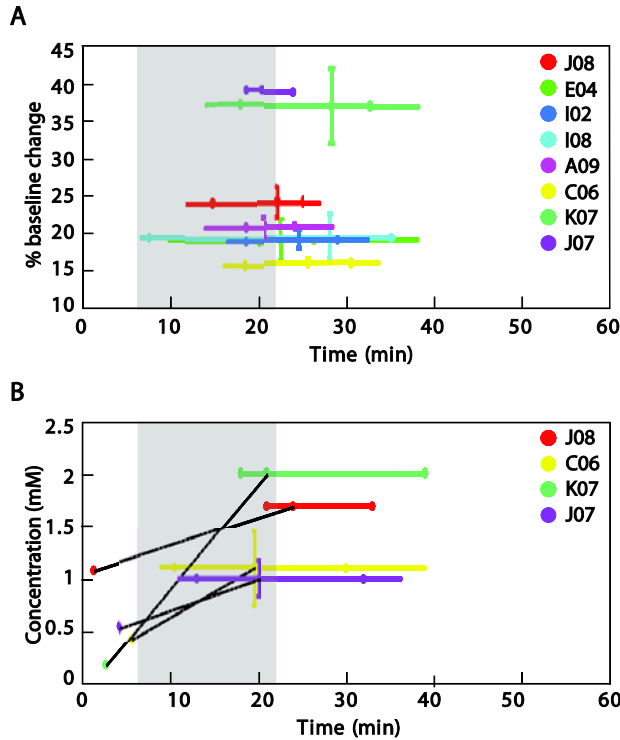 A
45
40
35
30
25
20
15
10
% baseline change
0
10
20
30
40
50
60
Time (min)
J08
E04
I02
I08
A09
C06
K07
J07
B
2.5
2
1.5
1
0.5
0
Concentration (mM)
0
10
20
30
40
50
60
Time (min)
J08
C06
K07
J07